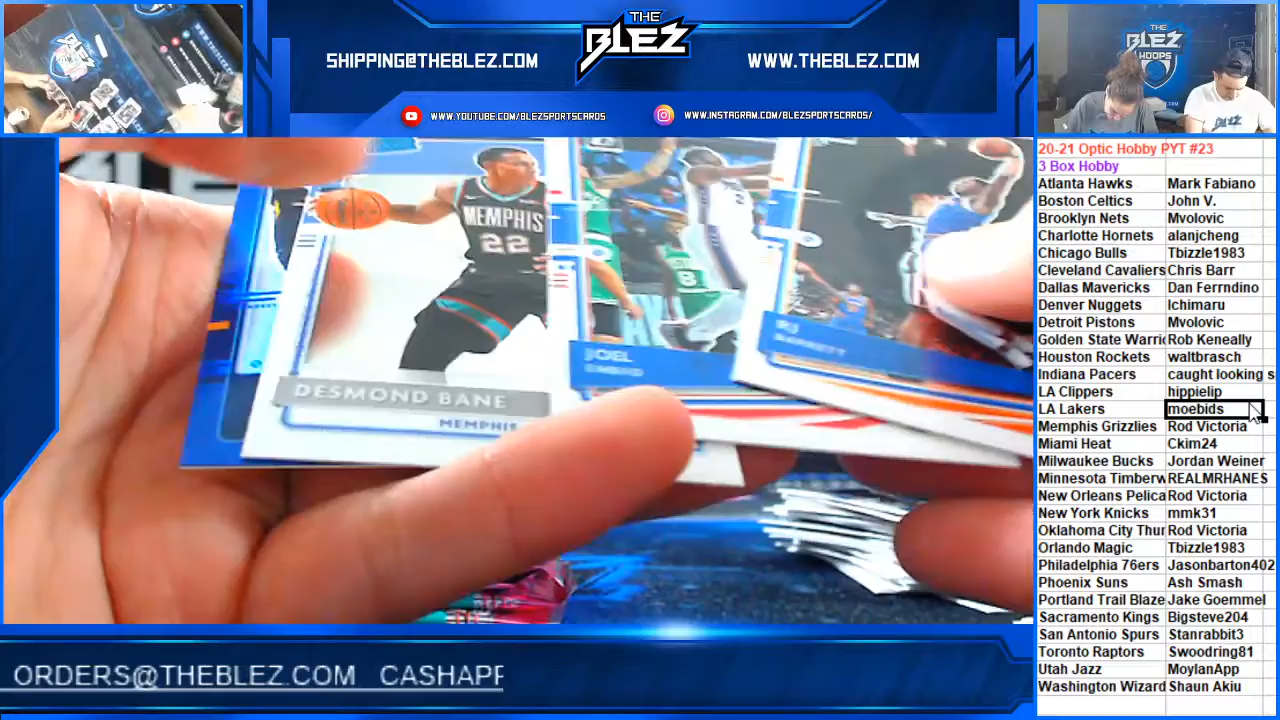 THE
BLEZ
SHIPPING@THEBLEZ.COM
WWW.THEBLEZ.COM
WWW.YOUTUBE.COM/BLEZSPORTSCARDS
WWW.INSTAGRAM.COM/BLEZSPORTSCARDS/
THE
BLEZ
HOOPS
20-21 Optic Hobby PYT #23
3 Box Hobby
Atlanta Hawks Mark Fabiano
Boston Celtics John V.
Brooklyn Nets Mvolovic
Charlotte Hornets alanjcheng
Chicago Bulls Tbizzle1983
Cleveland Cavaliers Chris Barr
Dallas Mavericks Dan Ferrndino
Denver Nuggets Ichimaru
Detroit Pistons Mvolovic
Golden State Warric Rob Keneally
Houston Rockets waltbrasch
Indiana Pacers caught looking s
LA Clippers hippielip
LA Lakers moebids
Memphis Grizzlies Rod Victoria
Miami Heat Ckim24
Milwaukee Bucks Jordan Weiner
Minnesota Timberw REALMRHANES
New Orleans Pelica Rod Victoria
New York Knicks mmk31
Oklahoma City Thur Rod Victoria
Orlando Magic Tbizzle1983
Philadelphia 76ers Jasonbarton402
Phoenix Suns Ash Smash
Portland Trail Blaze Jake Goemmel
Sacramento Kings Bigsteve204
San Antonio Spurs Stanrabbit3
Toronto Raptors Swoodring81
Utah Jazz MoylanApp
Washington Wizard Shaun Akiu
MEMPHIS
22
DESMOND BANE
MEMPHIS
8
JOEL
EMBIID
RJ
BARRETT
ORDERS@THEBLEZ.COM CASHAPP